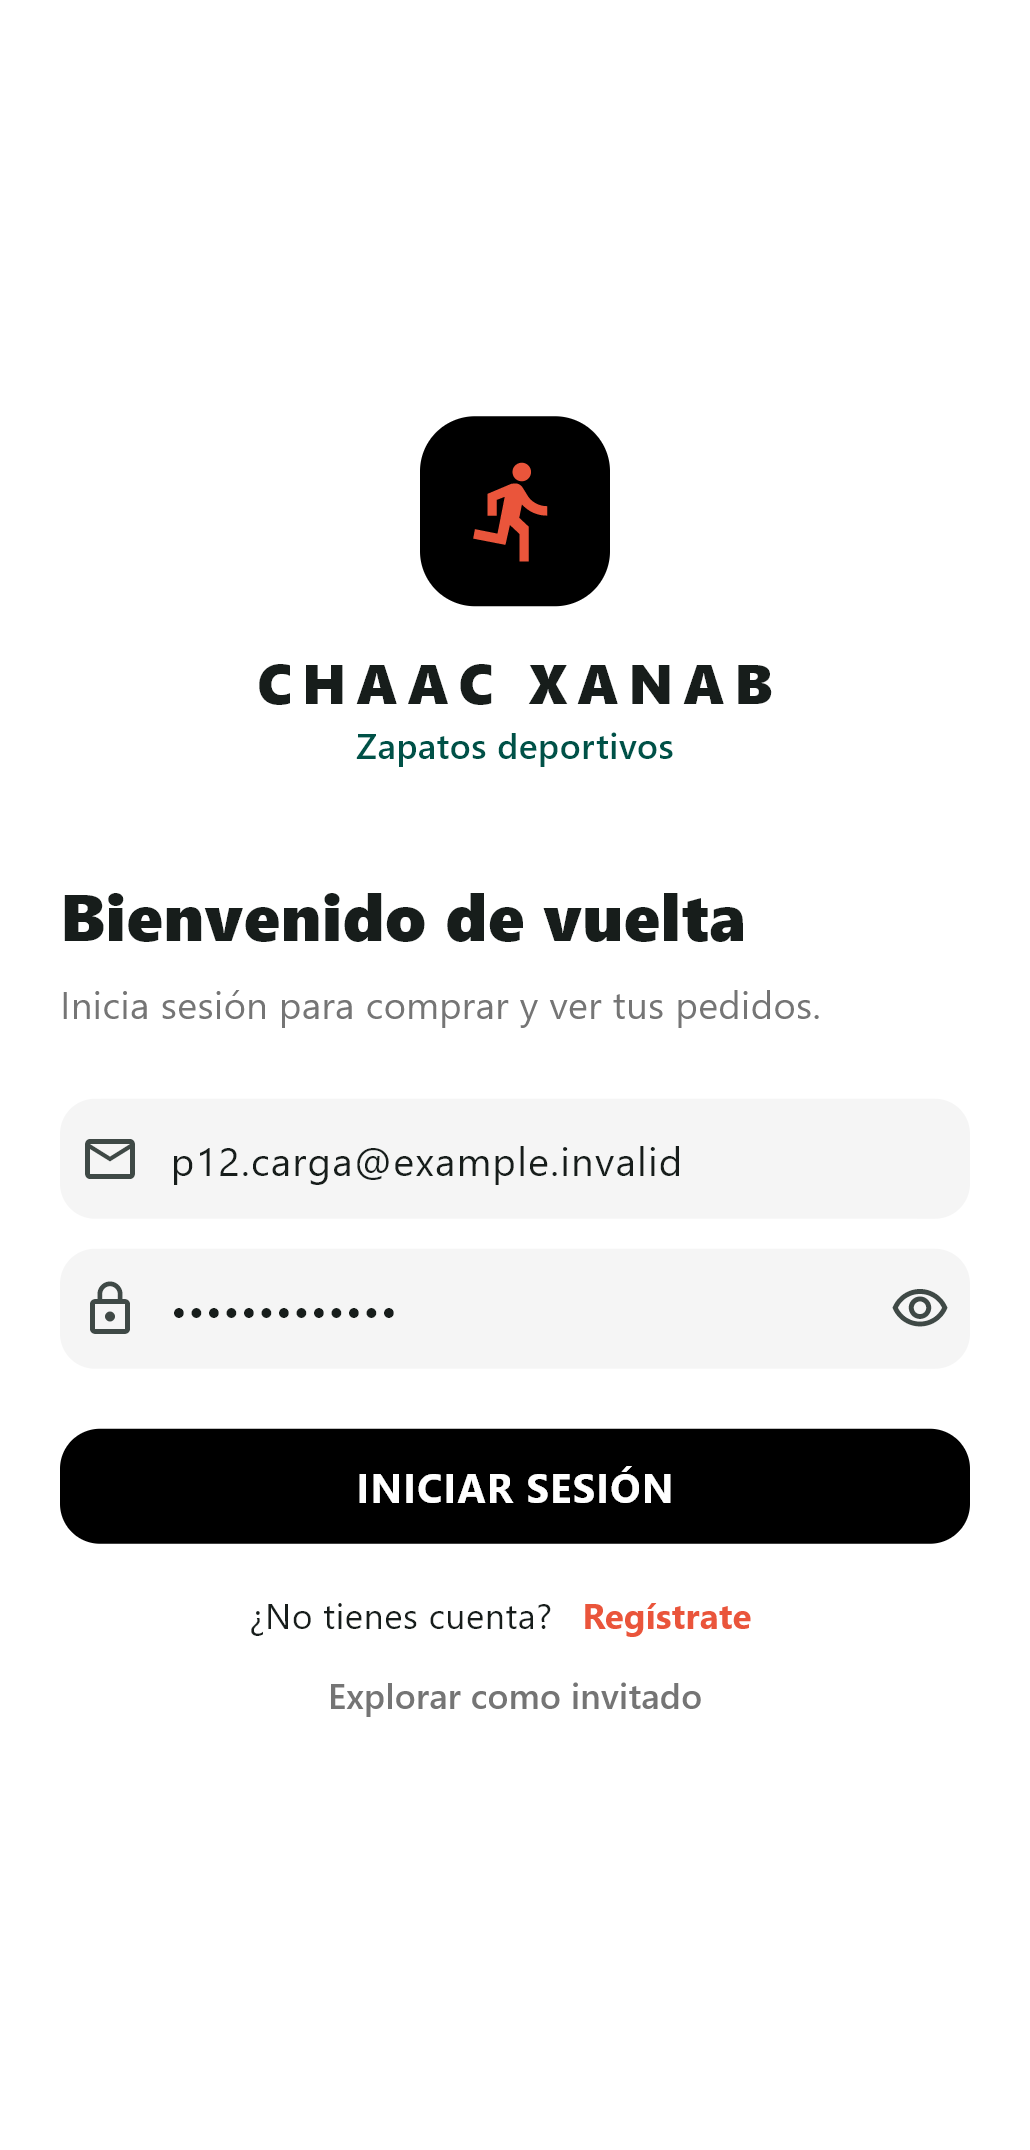 CHAAC XANAB
Zapatos deportivos
Bienvenido de vuelta
Inicia sesión para comprar y ver tus pedidos.
p12.carga@example.invalid
•••••••••••••
INICIAR SESIÓN
¿No tienes cuenta? Regístrate
Explorar como invitado